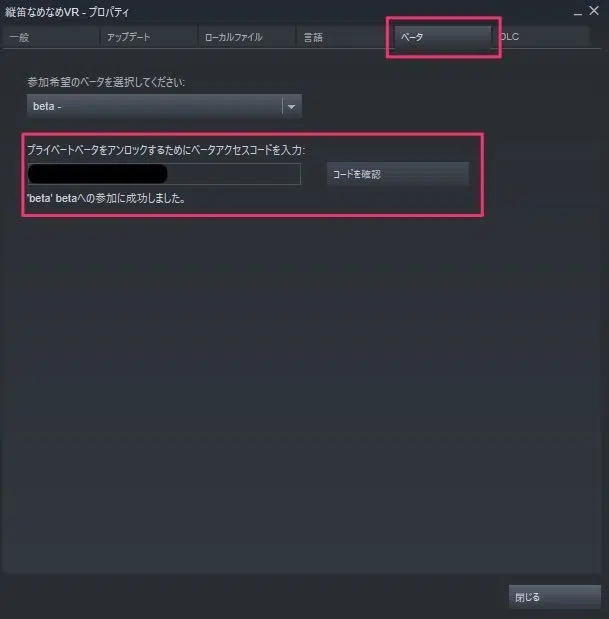 縦笛なめなめVR - プロパティ
一般 アップデート ローカルファイル 言語 ベータ DLC
参加希望のベータを選択してください:
beta -
プライベートベータをアンロックするためにベータアクセスコードを入力:
コードを確認
'beta' betaへの参加に成功しました。
閉じる